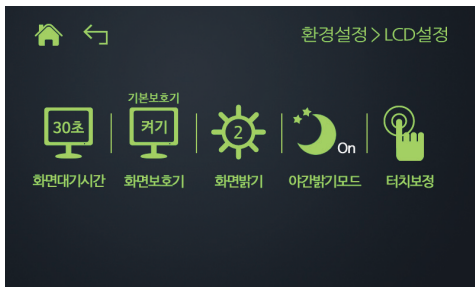 환경설정 > LCD설정
기본보호기
30초
켜기
2
On
화면대기시간
화면보호기
화면밝기
야간밝기모드
터치보정